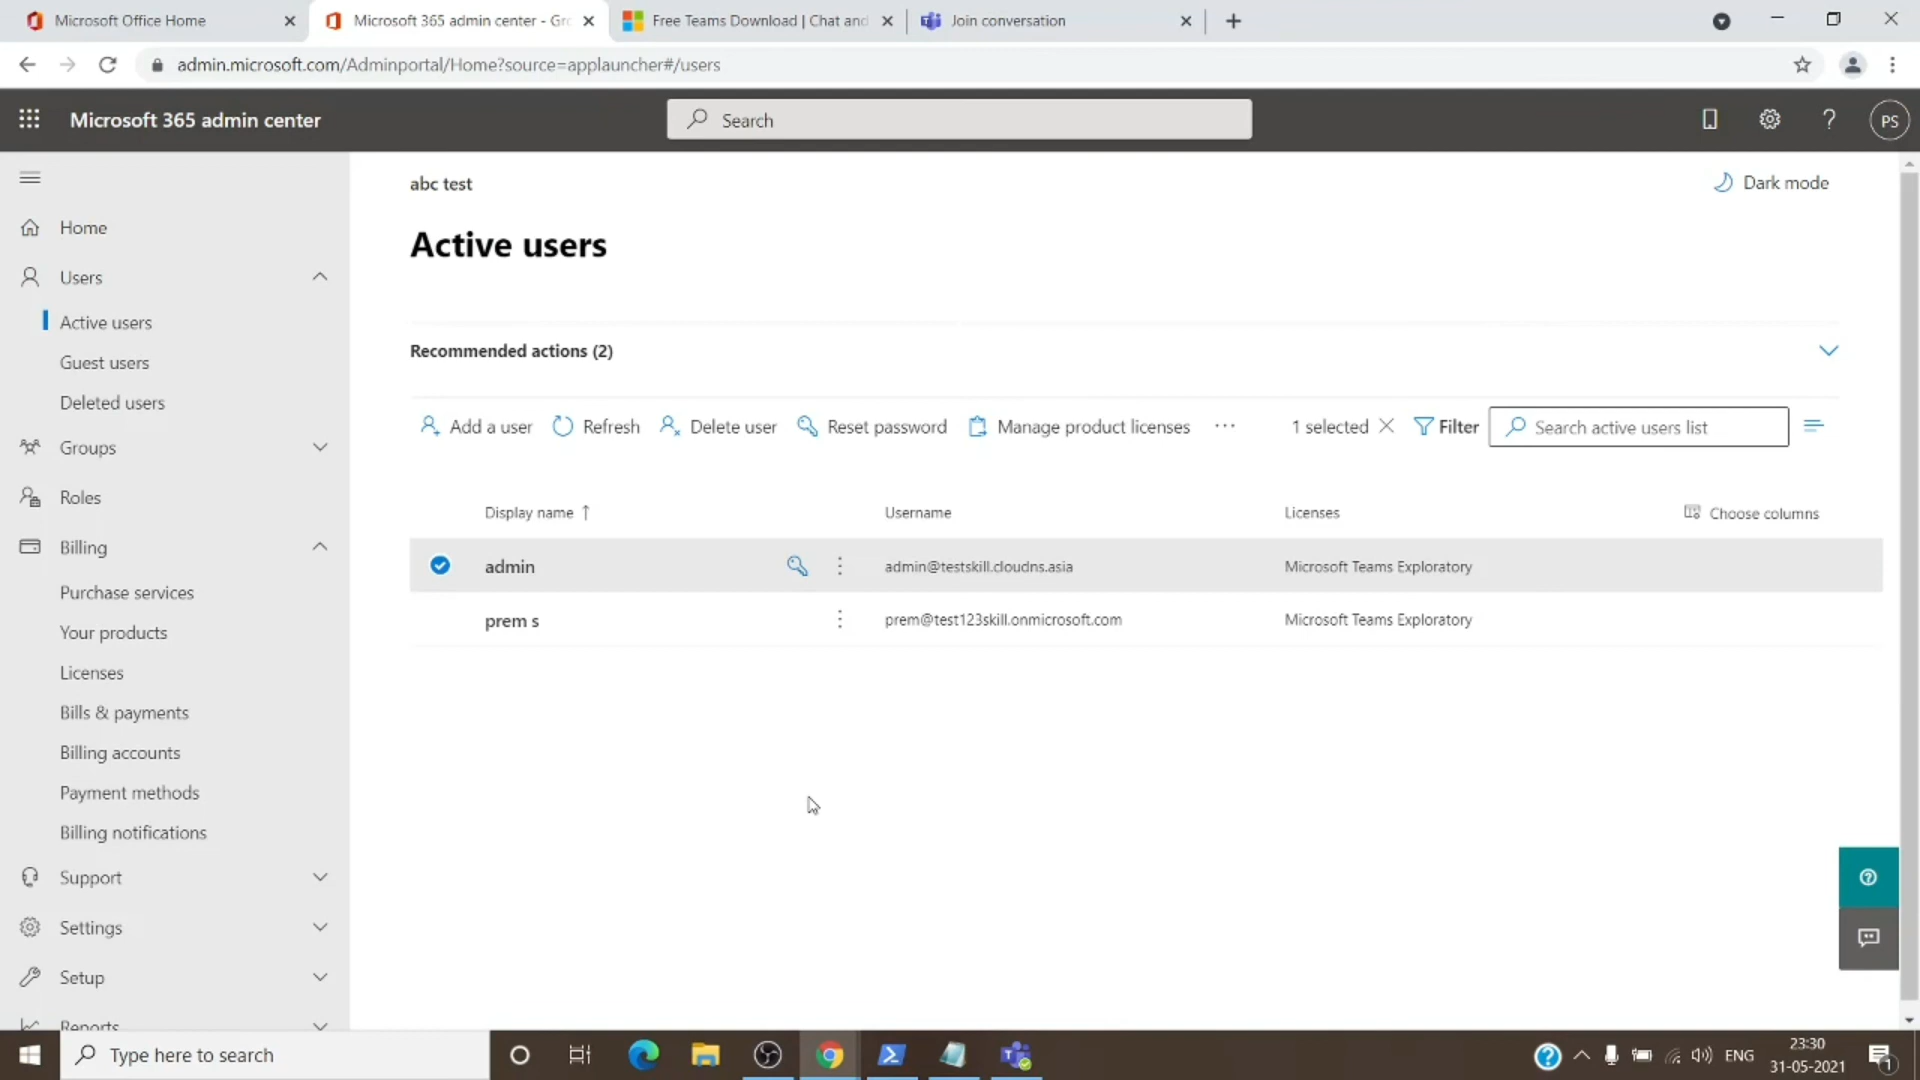 Microsoft Office Home
Microsoft 365 admin center - Gro
Free Teams Download | Chat and
Join conversation
admin.microsoft.com/Adminportal/Home?source=applauncher#/users
Microsoft 365 admin center
Search
PS
abc test
Dark mode
Home
Active users
Users
Active users
Recommended actions (2)
Guest users
Deleted users
Add a user
Refresh
Delete user
Reset password
Manage product licenses
1 selected
Filter
Search active users list
Groups
Roles
Display name ↑
Username
Licenses
Choose columns
Billing
admin
admin@testskill.cloudns.asia
Microsoft Teams Exploratory
Purchase services
prem s
prem@test123skill.onmicrosoft.com
Microsoft Teams Exploratory
Your products
Licenses
Bills & payments
Billing accounts
Payment methods
Billing notifications
Support
Settings
Setup
Reports
Type here to search
ENG
23:30
31-05-2021
1